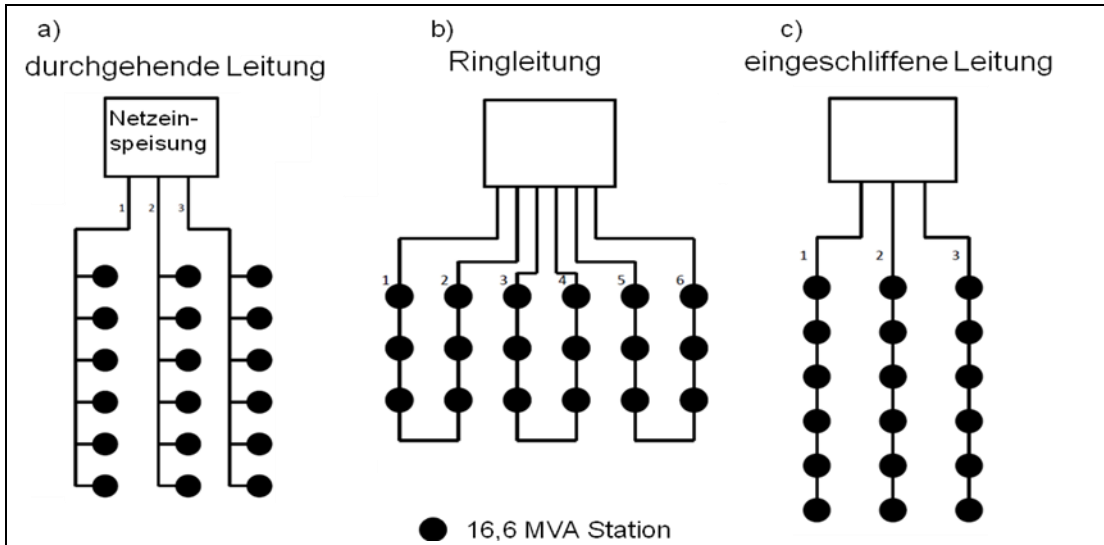 a)
durchgehende Leitung
Netzein-
speisung
1 2 3
b)
Ringleitung
1 2 3 4 5 6
c)
eingeschliffene Leitung
1 2 3
16,6 MVA Station